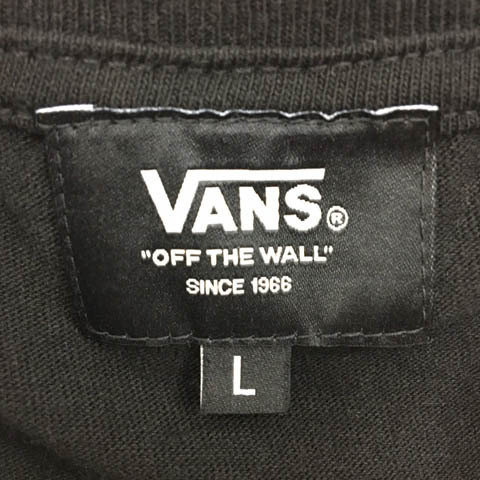 VANS®
"OFF THE WALL"
SINCE 1966
L